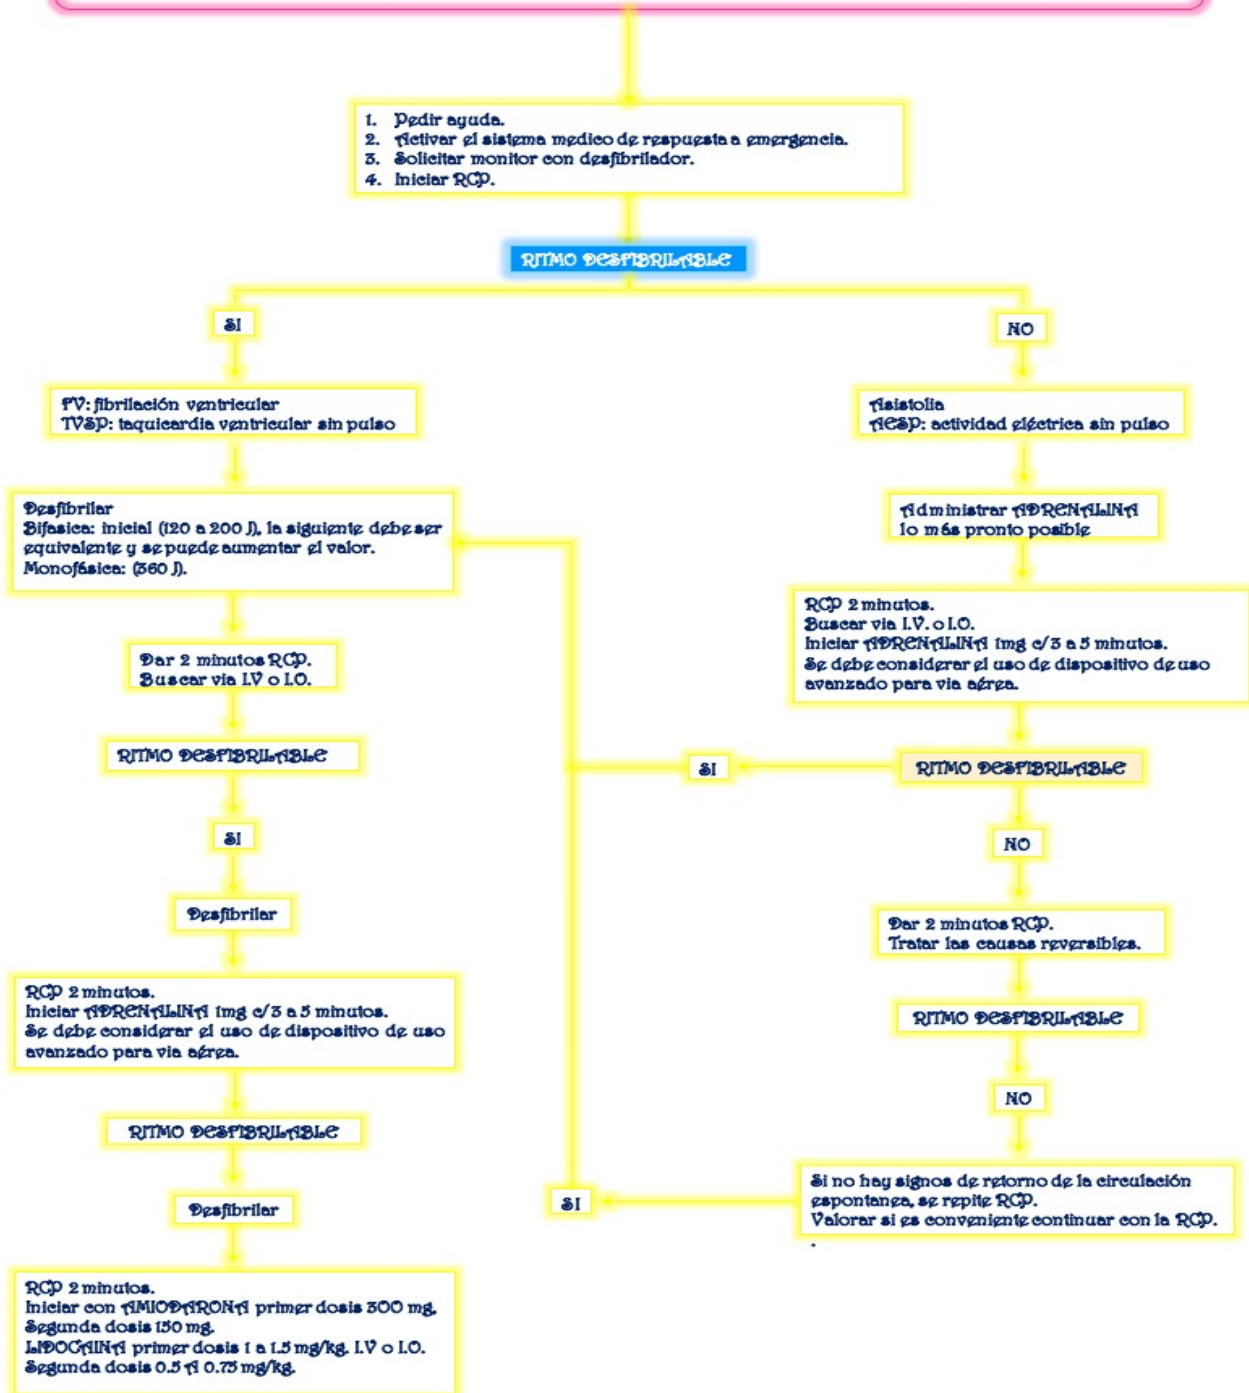 1. Pedir ayuda.
2. Activar el sistema medico de respuesta a emergencia.
3. Solicitar monitor con desfibrilador.
4. Iniciar RCP.
RITMO DESFIBRILABLE
SI
NO
FV: fibrilación ventricular
TVSP: taquicardia ventricular sin pulso
Asistolia
AESP: actividad eléctrica sin pulso
Desfibrilar
Bifasica: inicial (120 a 200 J), la siguiente debe ser
equivalente y se puede aumentar el valor.
Monofásica: (360 J).
Administrar ADRENALINA
lo más pronto posible
RCP 2 minutos.
Buscar via I.V. o I.O.
Iniciar ADRENALINA 1mg c/3 a 5 minutos.
Se debe considerar el uso de dispositivo de uso
avanzado para via aérea.
Dar 2 minutos RCP.
Buscar via I.V o I.O.
RITMO DESFIBRILABLE
SI
RITMO DESFIBRILABLE
SI
NO
Desfibrilar
Dar 2 minutos RCP.
Tratar las causas reversibles.
RCP 2 minutos.
Iniciar ADRENALINA 1mg c/3 a 5 minutos.
Se debe considerar el uso de dispositivo de uso
avanzado para via aérea.
RITMO DESFIBRILABLE
NO
RITMO DESFIBRILABLE
Desfibrilar
SI
Si no hay signos de retorno de la circulación
espontanea, se repite RCP.
Valorar si es conveniente continuar con la RCP.
.
RCP 2 minutos.
Iniciar con AMIODARONA primer dosis 300 mg,
Segunda dosis 150 mg.
LIDOCAINA primer dosis 1 a 1.5 mg/kg. I.V o I.O.
Segunda dosis 0.5 A 0.75 mg/kg.